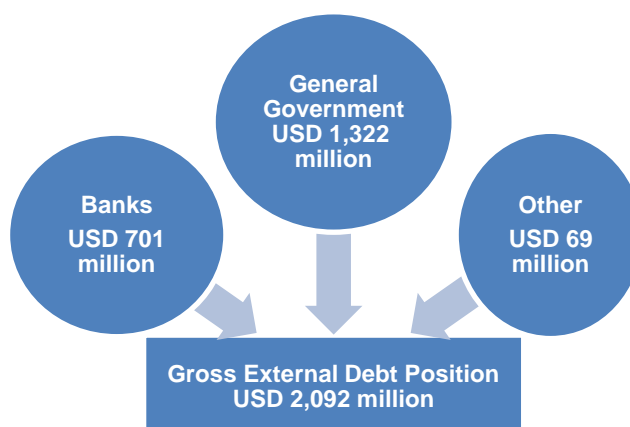 General
Government
USD 1,322
million
Banks
USD 701
million
Other
USD 69
million
Gross External Debt Position
USD 2,092 million